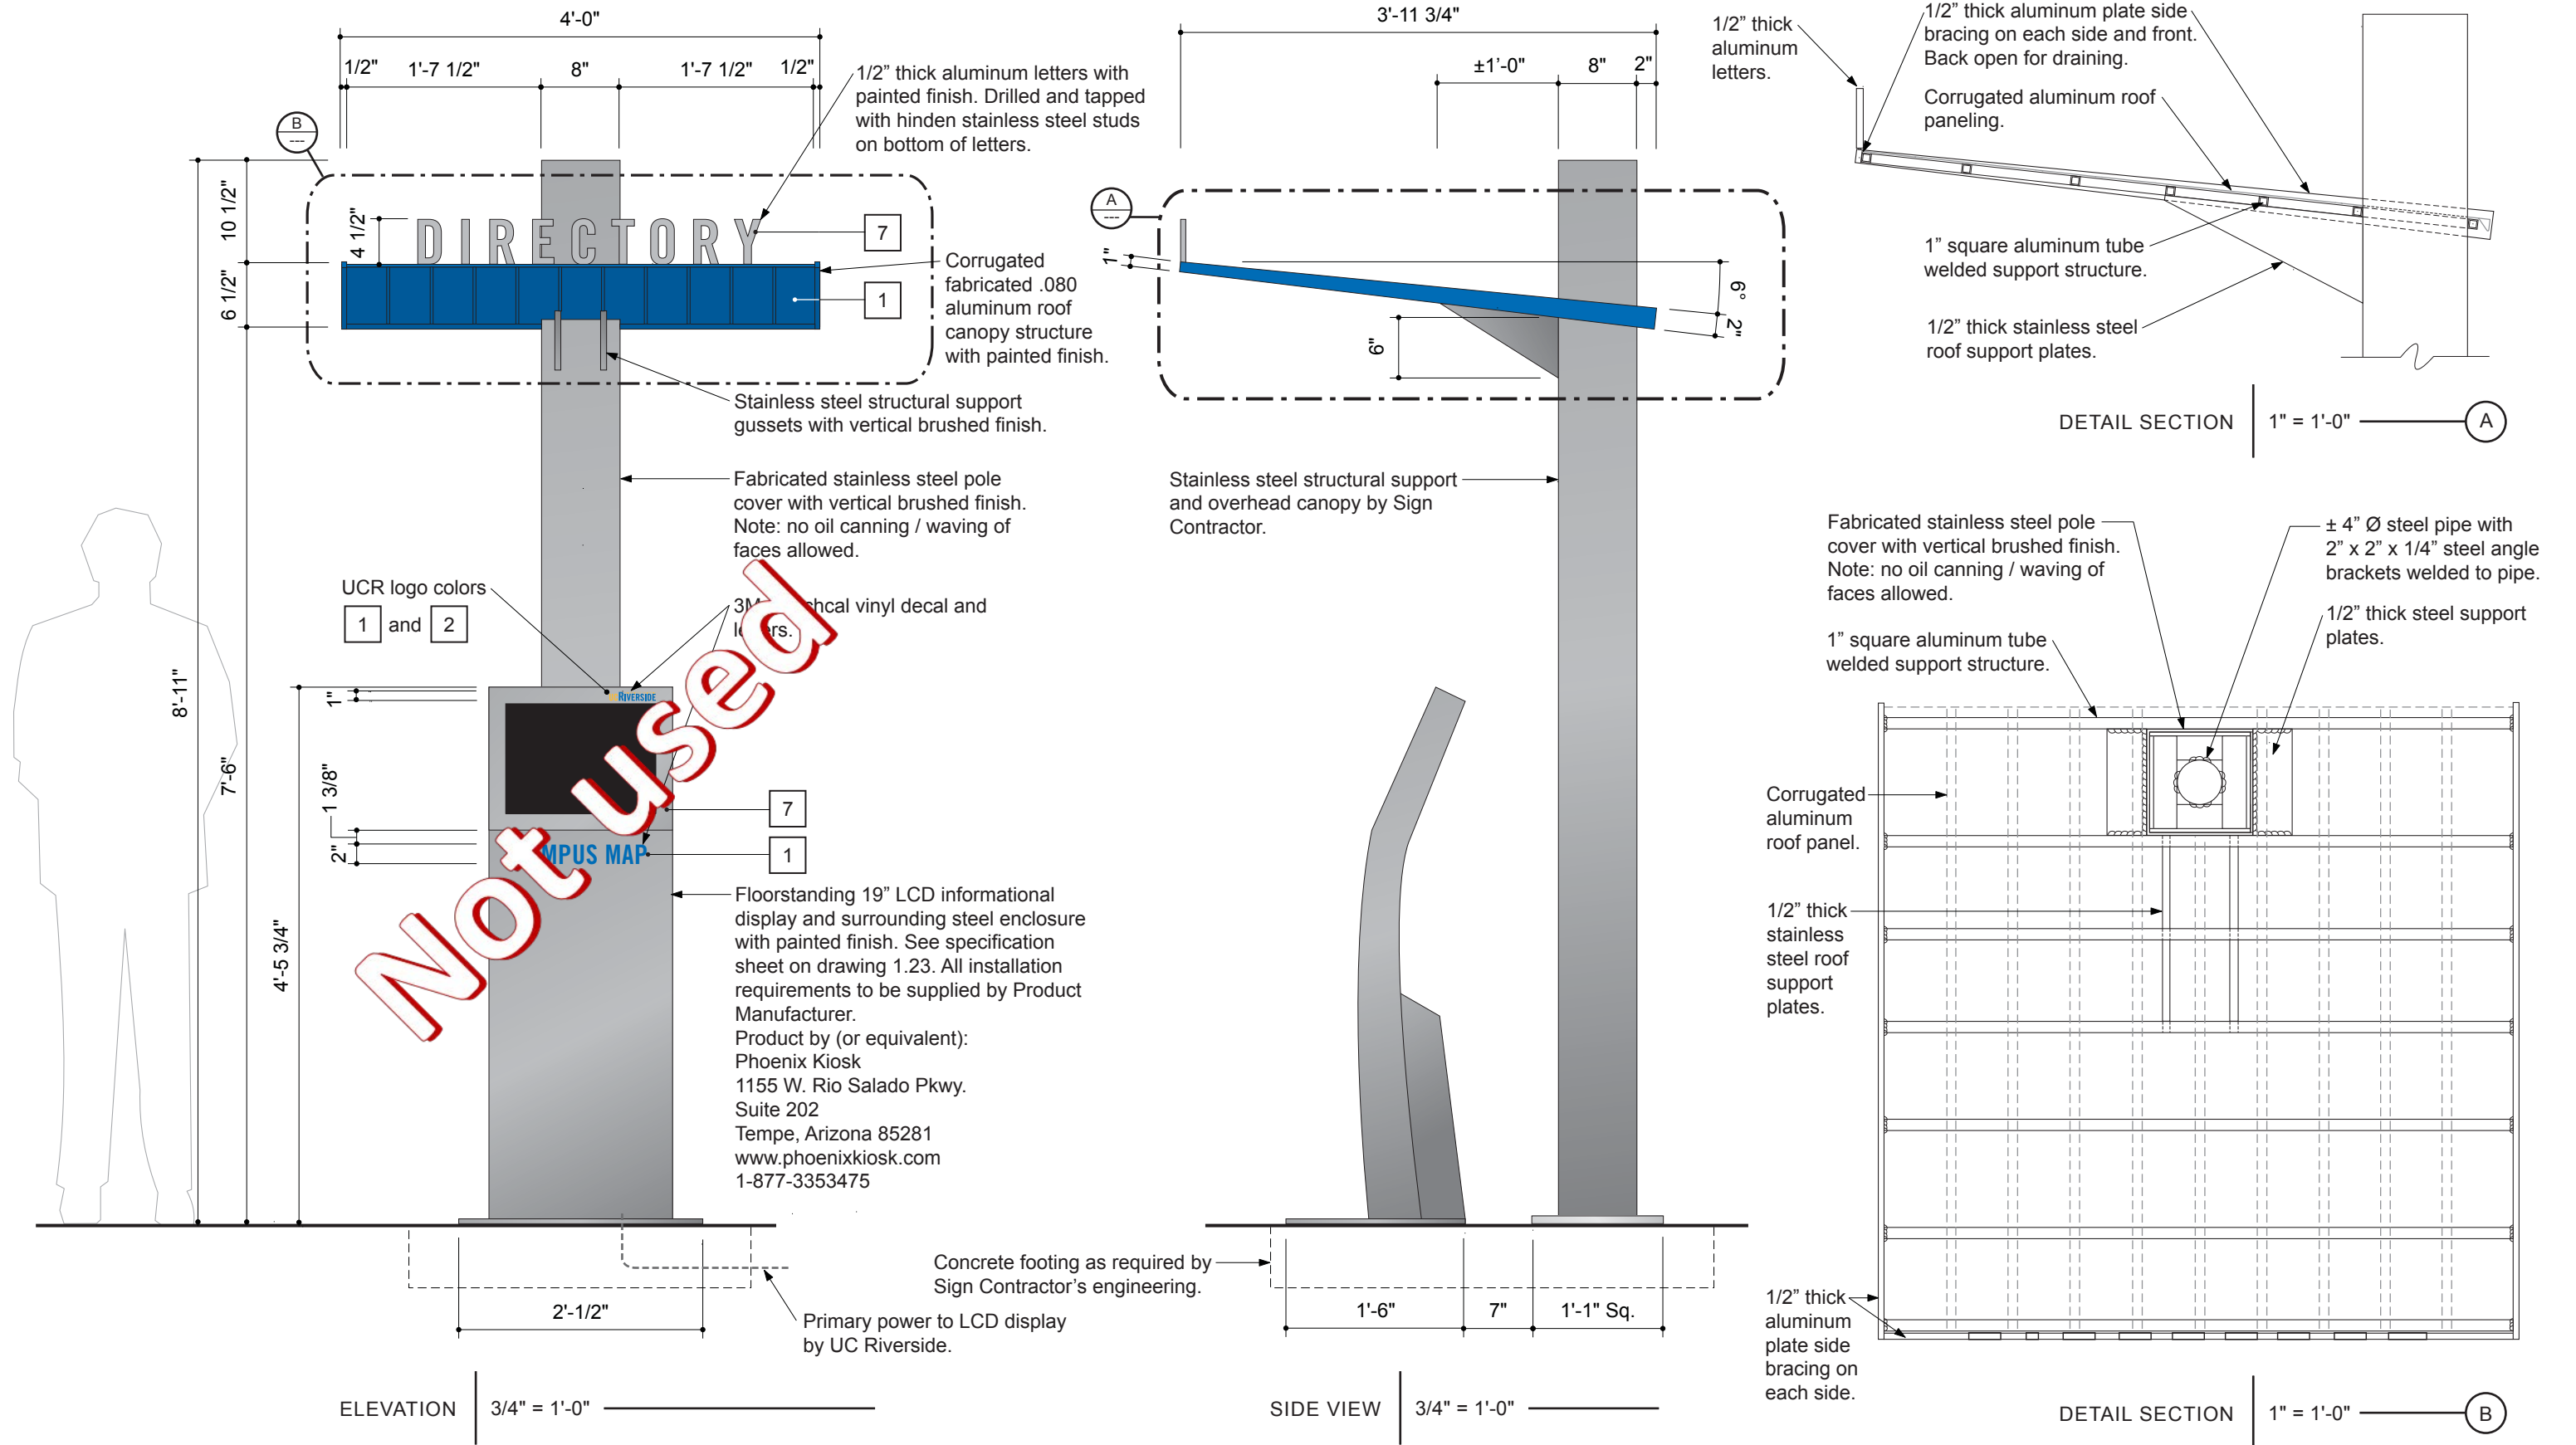 4'-0"
1/2"
1'-7 1/2"
8"
1'-7 1/2"
1/2"
1/2” thick aluminum letters with
painted finish. Drilled and tapped
with hinden stainless steel studs
on bottom of letters.
B
---
10 1/2"
6 1/2"
4 1/2"
DIRECTORY
7
1
Corrugated
fabricated .080
aluminum roof
canopy structure
with painted finish.
Stainless steel structural support
gussets with vertical brushed finish.
Fabricated stainless steel pole
cover with vertical brushed finish.
Note: no oil canning / waving of
faces allowed.
UCR logo colors
1 and 2
vinyl decal and
RIVERSIDE
8'-11"
7'-6"
4'-5 3/4"
1"
1 3/8"
2"
7
1
MPUS MAP
Not used
Floorstanding 19” LCD informational
display and surrounding steel enclosure
with painted finish. See specification
sheet on drawing 1.23. All installation
requirements to be supplied by Product
Manufacturer.
Product by (or equivalent):
Phoenix Kiosk
1155 W. Rio Salado Pkwy.
Suite 202
Tempe, Arizona 85281
www.phoenixkiosk.com
1-877-3353475
2'-1/2"
Primary power to LCD display
by UC Riverside.
ELEVATION
3/4" = 1'-0"
3'-11 3/4"
±1’-0"
8"
2"
A
---
1"
6°
2"
6"
Stainless steel structural support
and overhead canopy by Sign
Contractor.
Concrete footing as required by
Sign Contractor’s engineering.
1'-6"
7"
1'-1" Sq.
SIDE VIEW
3/4" = 1'-0"
1/2” thick
aluminum
letters.
1/2” thick aluminum plate side
bracing on each side and front.
Back open for draining.
Corrugated aluminum roof
paneling.
1” square aluminum tube
welded support structure.
1/2” thick stainless steel
roof support plates.
DETAIL SECTION
1" = 1'-0"
A
Fabricated stainless steel pole
cover with vertical brushed finish.
Note: no oil canning / waving of
faces allowed.
1” square aluminum tube
welded support structure.
± 4” Ø steel pipe with
2” x 2” x 1/4” steel angle
brackets welded to pipe.
1/2” thick steel support
plates.
Corrugated
aluminum
roof panel.
1/2” thick
stainless
steel roof
support
plates.
1/2” thick
aluminum
plate side
bracing on
each side.
DETAIL SECTION
1" = 1'-0"
B